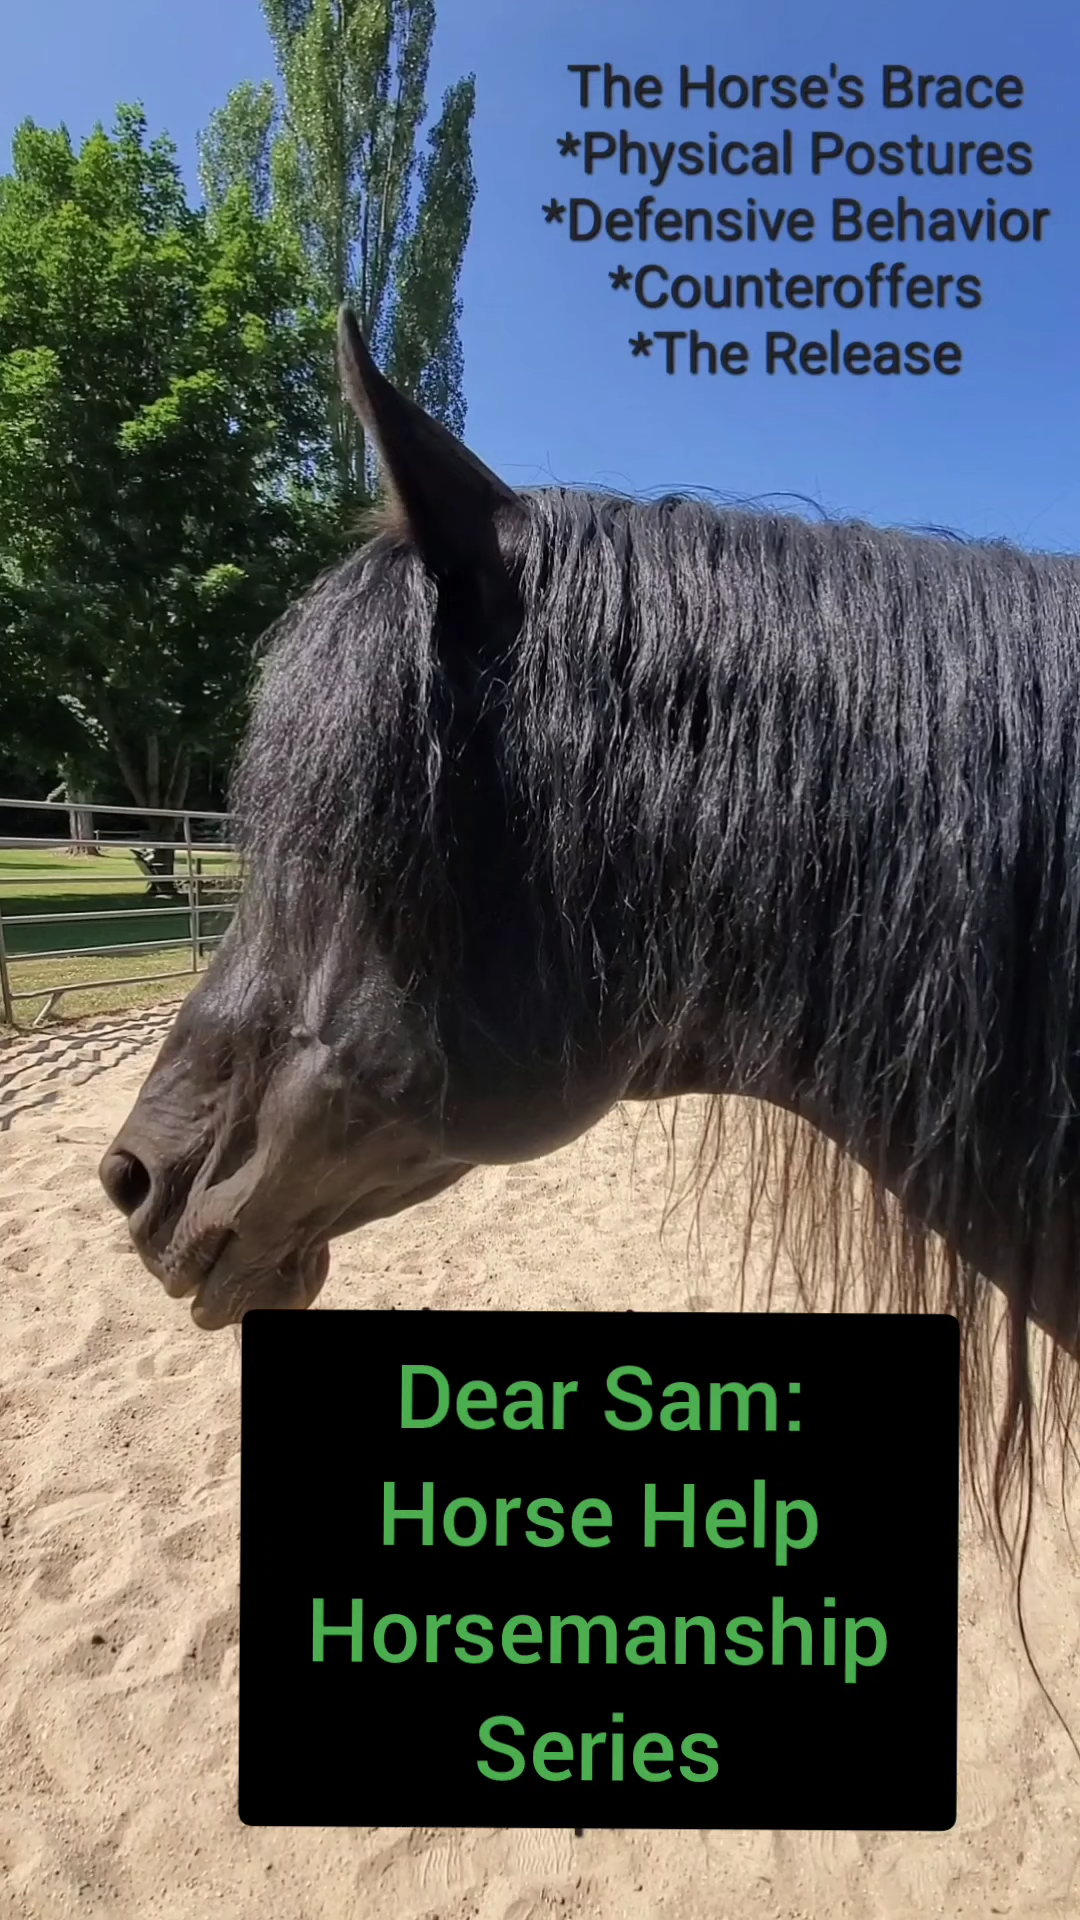 The Horse's Brace
*Physical Postures
*Defensive Behavior
*Counteroffers
*The Release
Dear Sam:
Horse Help
Horsemanship
Series